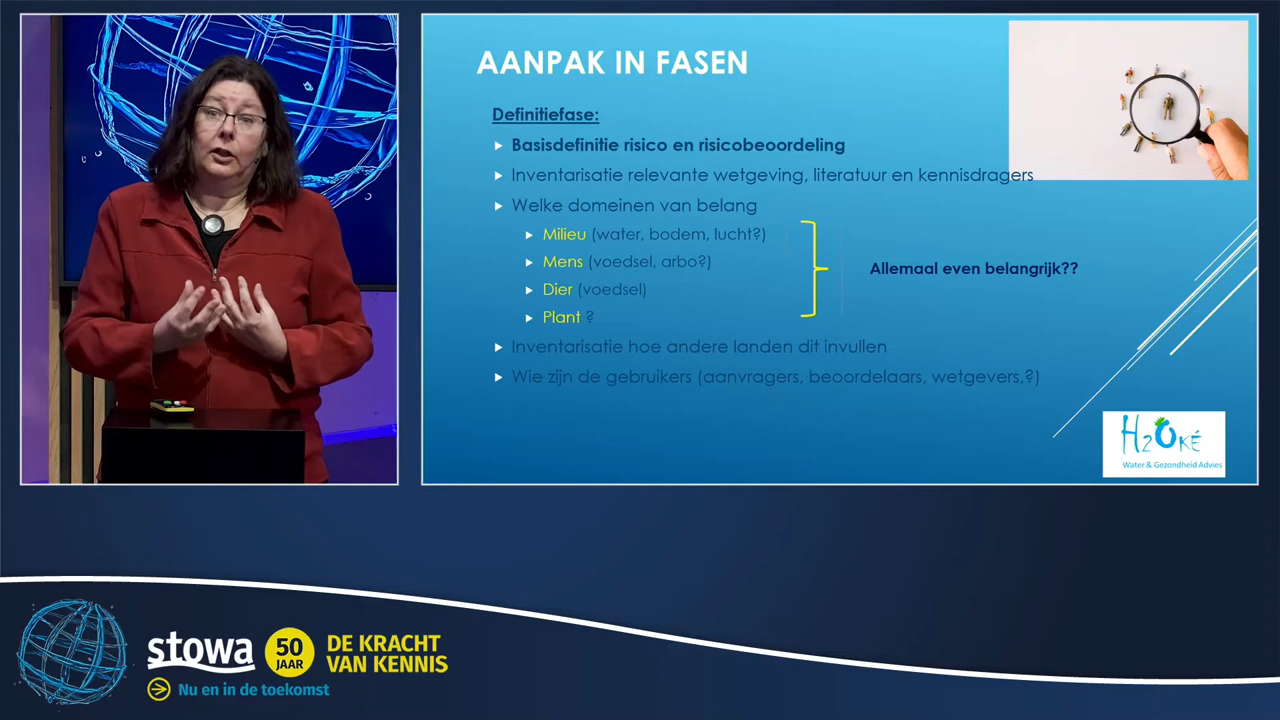 AANPAK IN FASEN
Definitiefase:
Basisdefinitie risico en risicobeoordeling
Inventarisatie relevante wetgeving, literatuur en kennisdragers
Welke domeinen van belang
Milieu (water, bodem, lucht?)
Mens (voedsel, arbo?)
Dier (voedsel)
Plant ?
Allemaal even belangrijk??
Inventarisatie hoe andere landen dit invullen
Wie zijn de gebruikers (aanvragers, beoordelaars, wetgevers,?)
H2OKÉ
Water & Gezondheid Advies
stowa
50
JAAR
DE KRACHT
VAN KENNIS
Nu en in de toekomst